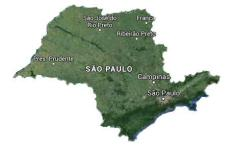 São José do
Rio Preto
Franca
Ribeirão Preto
Pres. Prudente
SÃO PAULO
Campinas
São Paulo